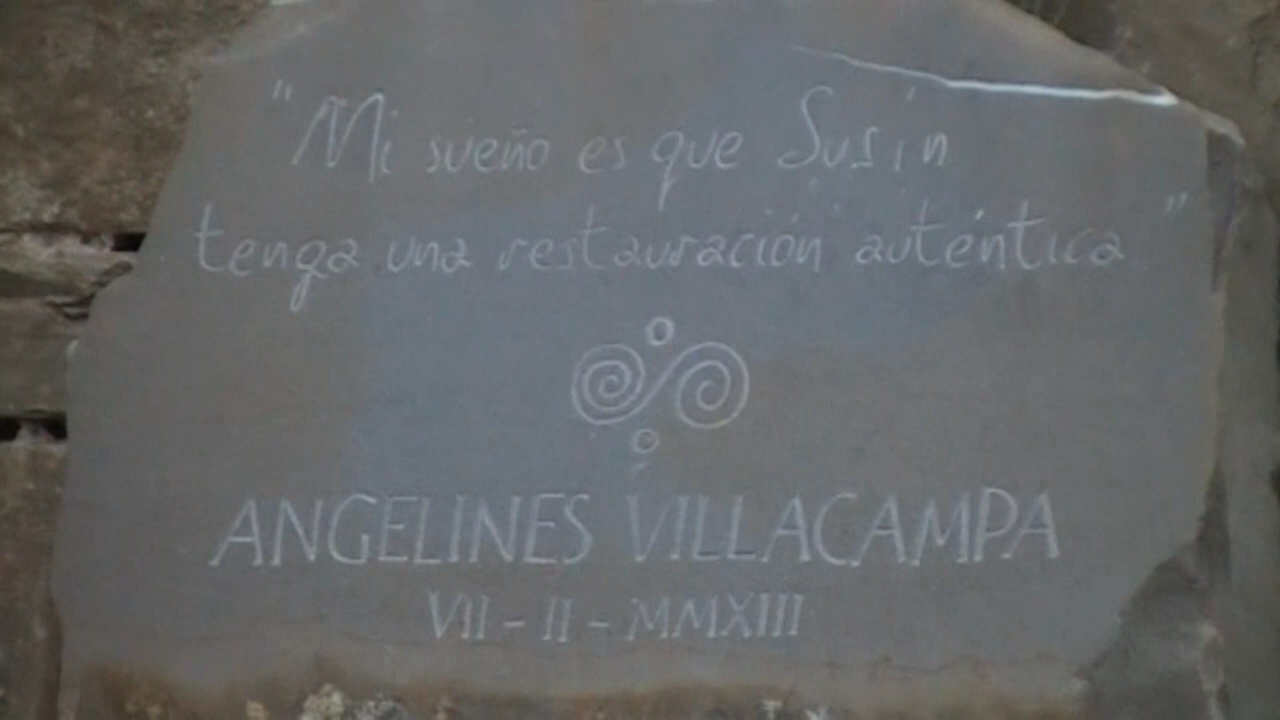 "Mi sueño es que Susín
tenga una restauración auténtica"
ANGELINES VILLACAMPA
VII - II - MMXIII